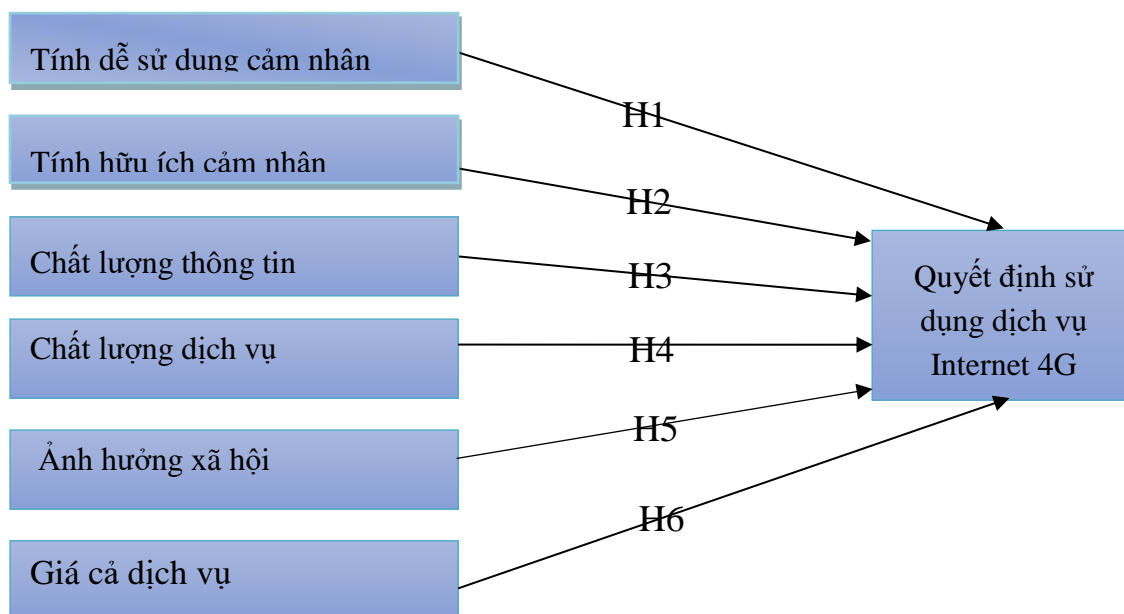 Tính dễ sử dụng cảm nhân
H1
Tính hữu ích cảm nhân
H2
Chất lượng thông tin
H3
Quyết định sử
dụng dịch vụ
Internet 4G
Chất lượng dịch vụ
H4
Ảnh hưởng xã hội
H5
H6
Giá cả dịch vụ